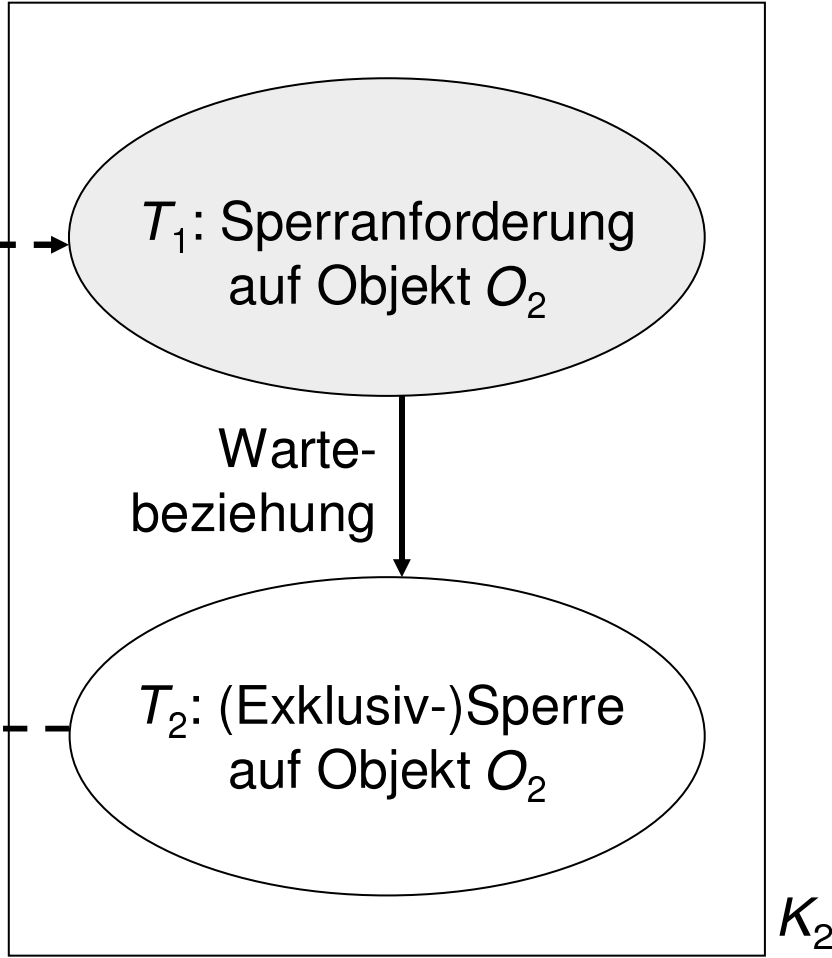 T₁: Sperranforderung
auf Objekt O₂
Warte-
beziehung
T₂: (Exklusiv-)Sperre
auf Objekt O₂
K₂